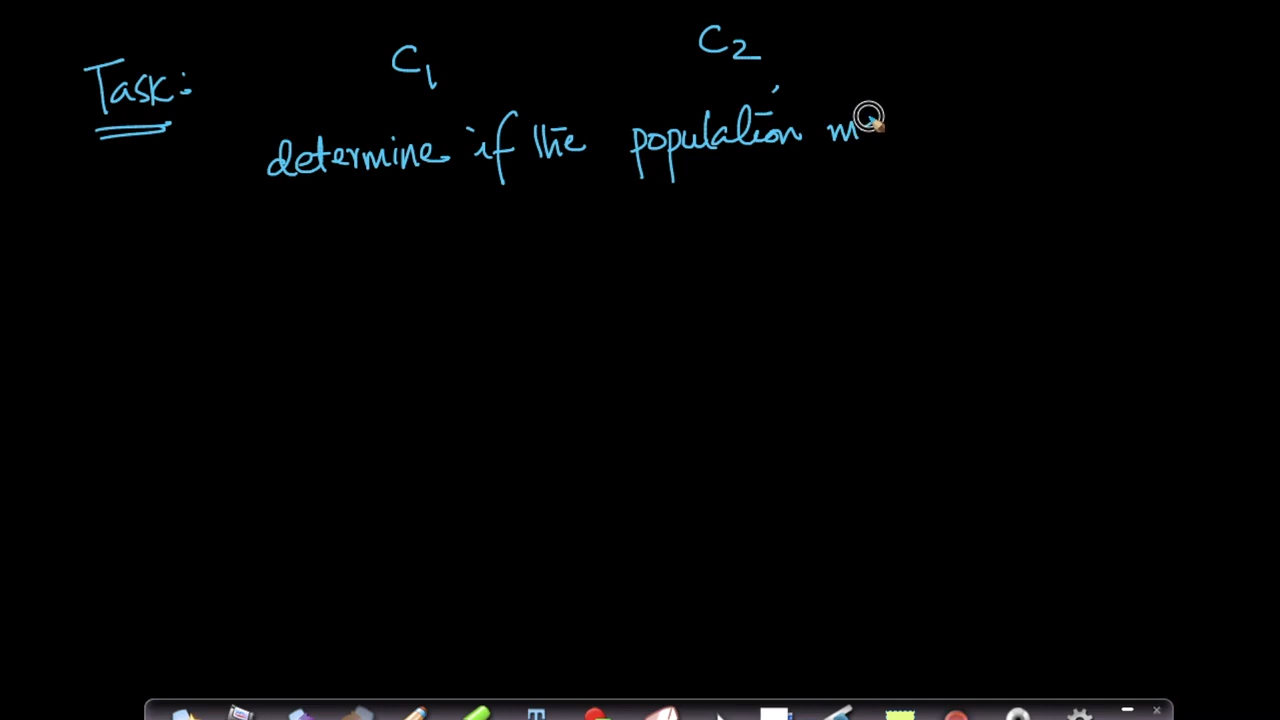 C1 C2
Task:
determine if the population m